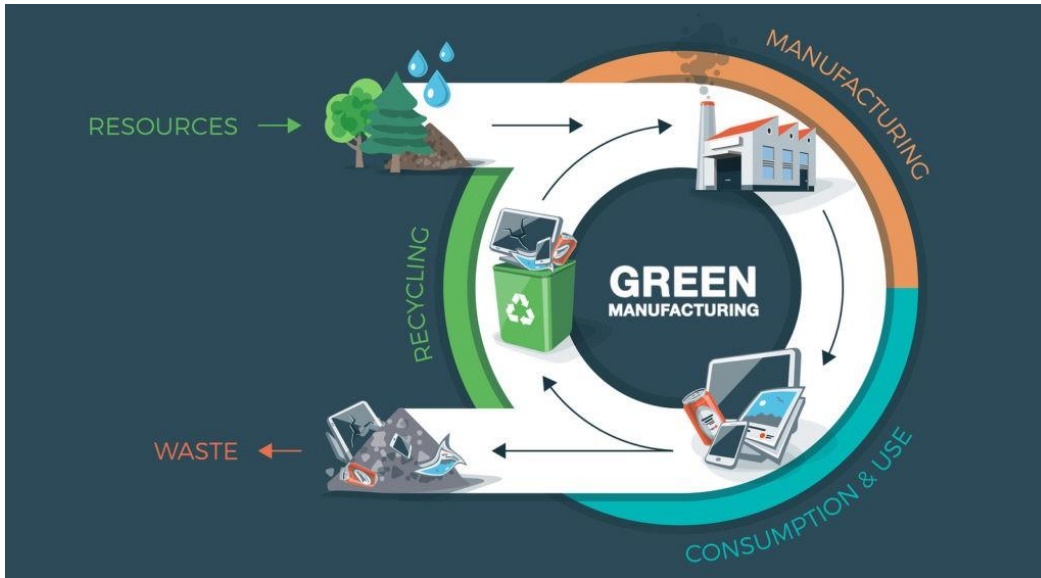 MANUFACTURING
RESOURCES
RECYCLING
GREEN
MANUFACTURING
WASTE
CONSUMPTION & USE